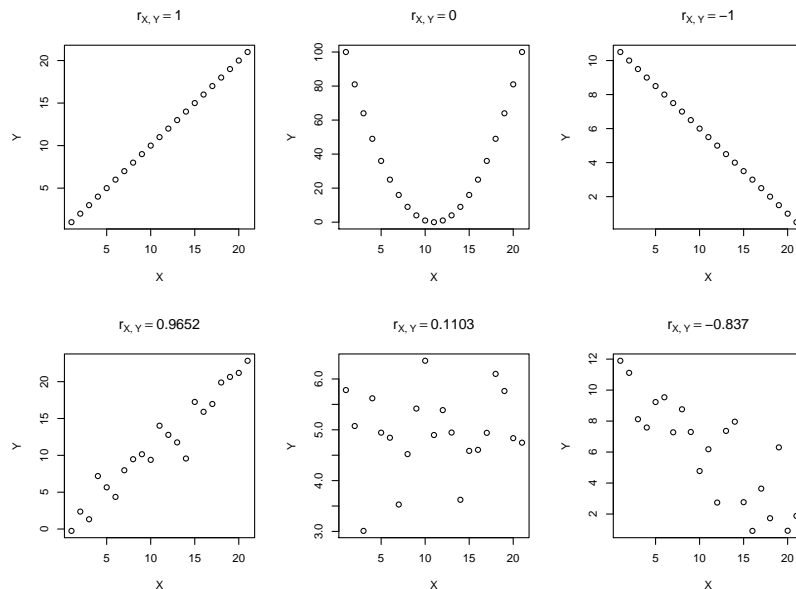 r_X, Y = 1
20
15
10
5
Y
5 10 15 20
X
r_X, Y = 0
100
80
60
40
20
0
Y
5 10 15 20
X
r_X, Y = −1
10
8
6
4
2
Y
5 10 15 20
X
r_X, Y = 0.9652
20
15
10
5
0
Y
5 10 15 20
X
r_X, Y = 0.1103
6.0
5.0
4.0
3.0
Y
5 10 15 20
X
r_X, Y = −0.837
12
10
8
6
4
2
Y
5 10 15 20
X